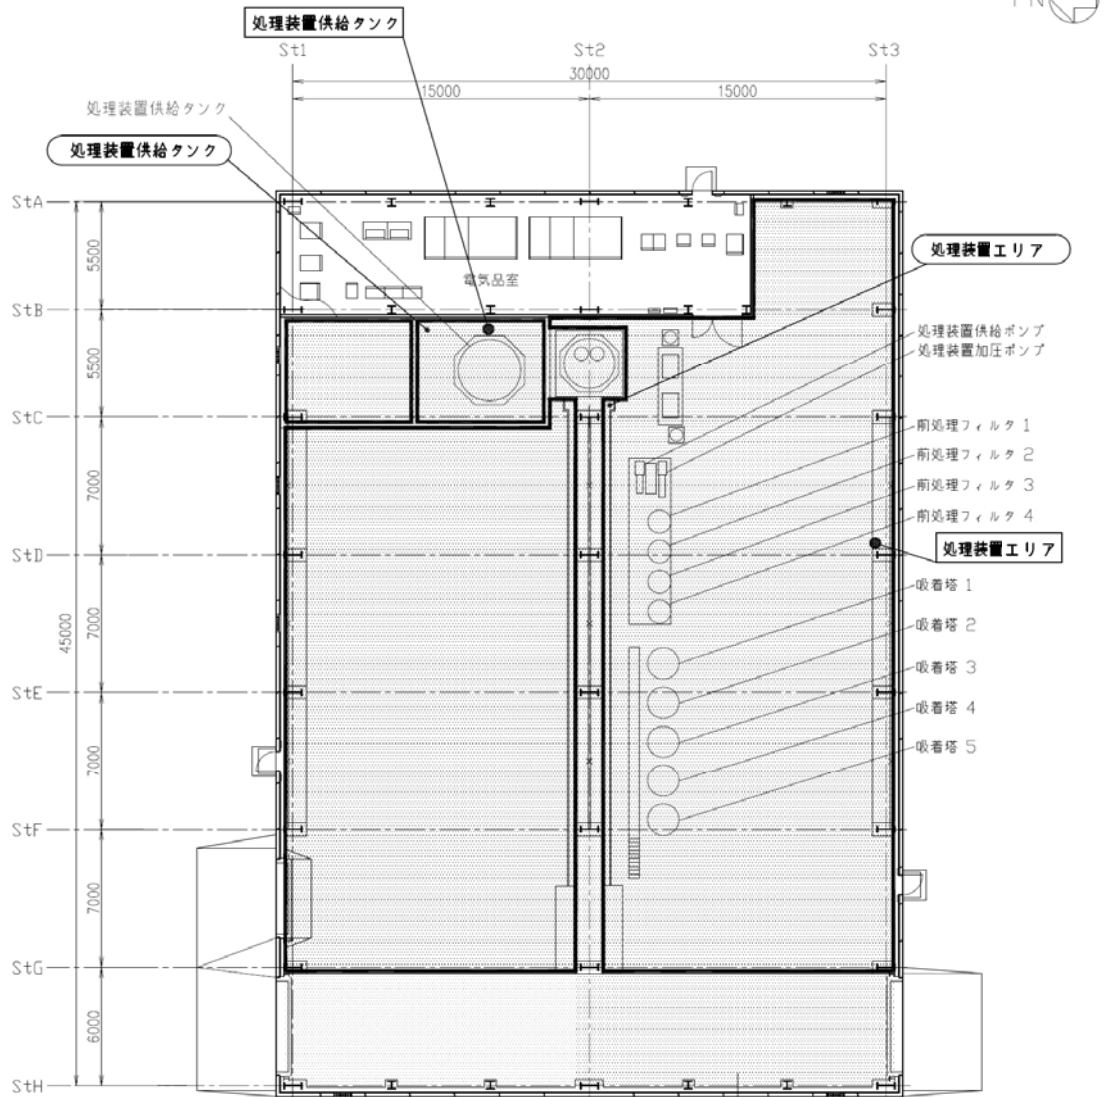 PN
処理装置供給タンク
St1
St2
St3
30000
15000
15000
処理装置供給タンク
処理装置供給タンク
StA
5500
電気品室
処理装置エリア
StB
5500
処理装置供給ポンプ
処理装置加圧ポンプ
StC
前処理フィルタ 1
7000
前処理フィルタ 2
前処理フィルタ 3
前処理フィルタ 4
StD
処理装置エリア
吸着塔 1
45000
7000
吸着塔 2
吸着塔 3
StE
吸着塔 4
7000
吸着塔 5
StF
7000
StG
6000
StH